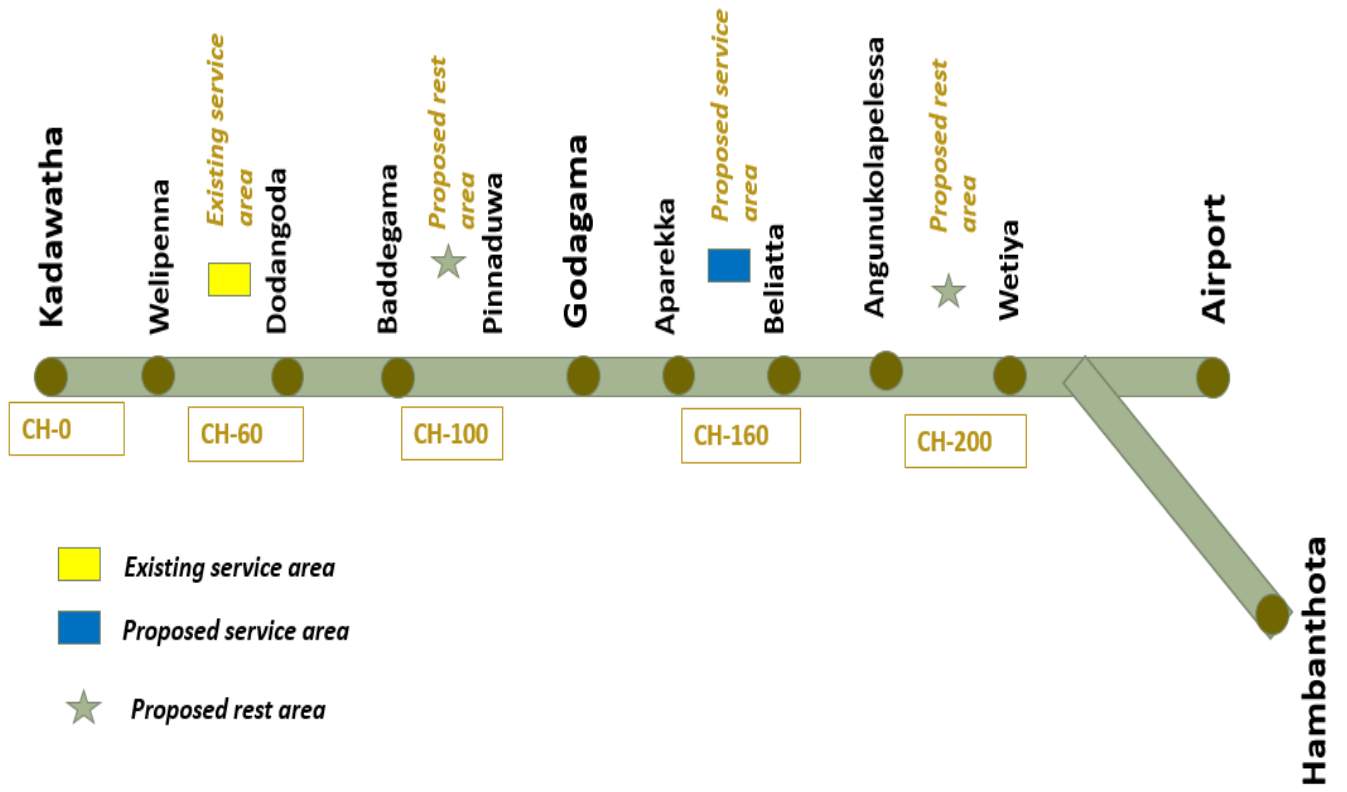 Kadawatha
Welipenna
Existing service
area
Dodangoda
Baddegama
Proposed rest
area
Pinnaduwa
Godagama
Aparekka
Proposed service
area
Beliatta
Angunukolapelessa
Proposed rest
area
Wetiya
Airport
CH-0
CH-60
CH-100
CH-160
CH-200
Hambanthota
Existing service area
Proposed service area
Proposed rest area